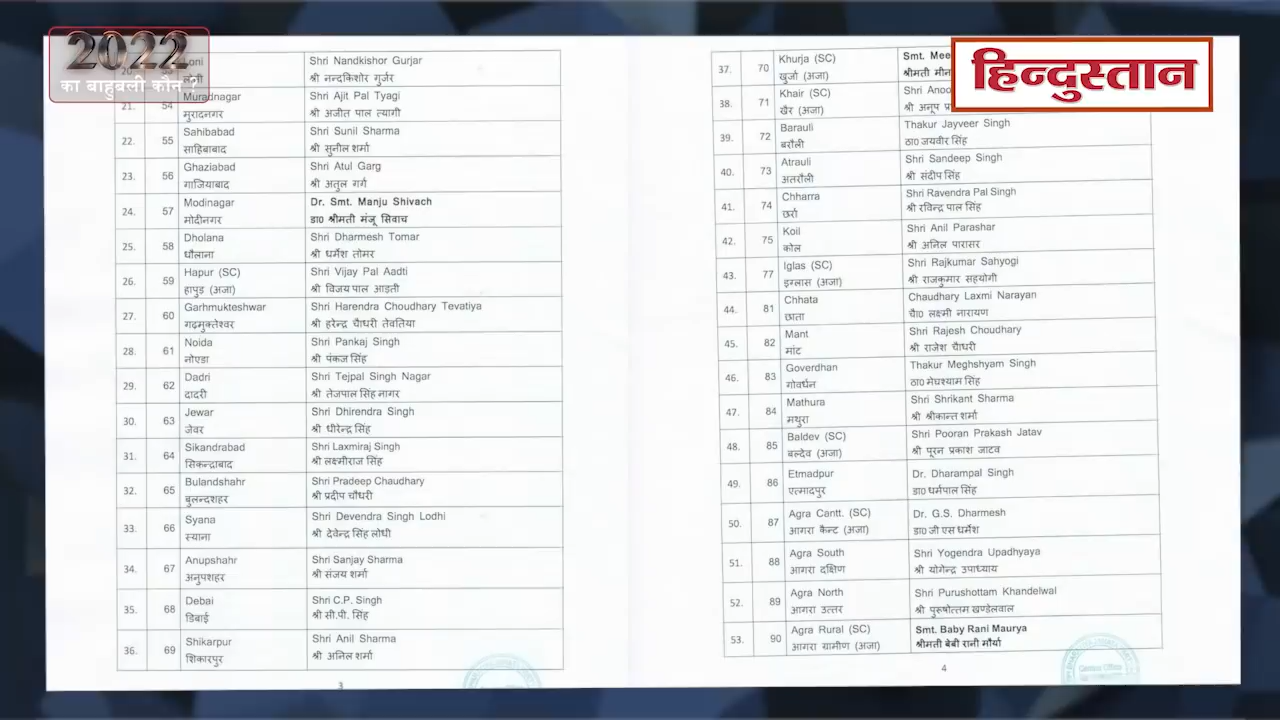 2022
का बाहुबली कौन ?
हिन्दुस्तान
Loni Shri Nandkishor Gurjar
लोनी श्री नन्दकिशोर गुर्जर
21. 54 Muradnagar Shri Ajit Pal Tyagi
मुरादनगर श्री अजीत पाल त्यागी
22. 55 Sahibabad Shri Sunil Sharma
साहिबाबाद श्री सुनील शर्मा
23. 56 Ghaziabad Shri Atul Garg
गाजियाबाद श्री अतुल गर्ग
24. 57 Modinagar Dr. Smt. Manju Shivach
मोदीनगर डा0 श्रीमती मंजू सिवाच
25. 58 Dholana Shri Dharmesh Tomar
धौलाना श्री धर्मेश तोमर
26. 59 Hapur (SC) Shri Vijay Pal Aadti
हापुड (अजा) श्री विजय पाल आड़ती
27. 60 Garhmukteshwar Shri Harendra Choudhary Tevatiya
गढ़मुक्तेश्वर श्री हरेन्द्र चौधरी तेवतिया
28. 61 Noida Shri Pankaj Singh
नोएडा श्री पंकज सिंह
29. 62 Dadri Shri Tejpal Singh Nagar
दादरी श्री तेजपाल सिंह नागर
30. 63 Jewar Shri Dhirendra Singh
जेवर श्री धीरेन्द्र सिंह
31. 64 Sikandrabad Shri Laxmiraj Singh
सिकन्द्राबाद श्री लक्ष्मीराज सिंह
32. 65 Bulandshahr Shri Pradeep Chaudhary
बुलन्दशहर श्री प्रदीप चौधरी
33. 66 Syana Shri Devendra Singh Lodhi
स्याना श्री देवेन्द्र सिंह लोधी
34. 67 Anupshahr Shri Sanjay Sharma
अनुपशहर श्री संजय शर्मा
35. 68 Debai Shri C.P. Singh
डिबाई श्री सी.पी. सिंह
36. 69 Shikarpur Shri Anil Sharma
शिकारपुर श्री अनिल शर्मा
3
37. 70 Khurja (SC) Smt. Mee
खुर्जा (अजा) श्रीमती मीन
38. 71 Khair (SC) Shri Anoo
खैर (अजा) श्री अनूप प्र
39. 72 Barauli Thakur Jayveer Singh
बरौली ठा0 जयवीर सिंह
40. 73 Atrauli Shri Sandeep Singh
अतरौली श्री संदीप सिंह
41. 74 Chharra Shri Ravendra Pal Singh
छर्रा श्री रविन्द्र पाल सिंह
42. 75 Koil Shri Anil Parashar
कोल श्री अनिल पारासर
43. 77 Iglas (SC) Shri Rajkumar Sahyogi
इग्लास (अजा) श्री राजकुमार सहयोगी
44. 81 Chhata Chaudhary Laxmi Narayan
छाता चौ0 लक्ष्मी नारायण
45. 82 Mant Shri Rajesh Choudhary
मांट श्री राजेश चौधरी
46. 83 Goverdhan Thakur Meghshyam Singh
गोवर्धन ठा0 मेघश्याम सिंह
47. 84 Mathura Shri Shrikant Sharma
मथुरा श्री श्रीकान्त शर्मा
48. 85 Baldev (SC) Shri Pooran Prakash Jatav
बल्देव (अजा) श्री पूरन प्रकाश जाटव
49. 86 Etmadpur Dr. Dharampal Singh
एत्मादपुर डा0 धर्मपाल सिंह
50. 87 Agra Cantt. (SC) Dr. G.S. Dharmesh
आगरा कैन्ट (अजा) डा0 जी एस धर्मेश
51. 88 Agra South Shri Yogendra Upadhyaya
आगरा दक्षिण श्री योगेन्द्र उपाध्याय
52. 89 Agra North Shri Purushottam Khandelwal
आगरा उत्तर श्री पुरुषोत्तम खण्डेलवाल
53. 90 Agra Rural (SC) Smt. Baby Rani Maurya
आगरा ग्रामीण (अजा) श्रीमती बेबी रानी मौर्या
4